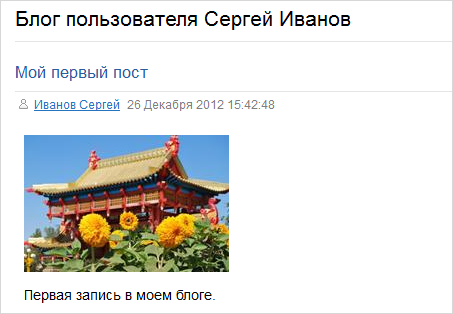 Блог пользователя Сергей Иванов
Мой первый пост
Иванов Сергей 26 Декабря 2012 15:42:48
Первая запись в моем блоге.